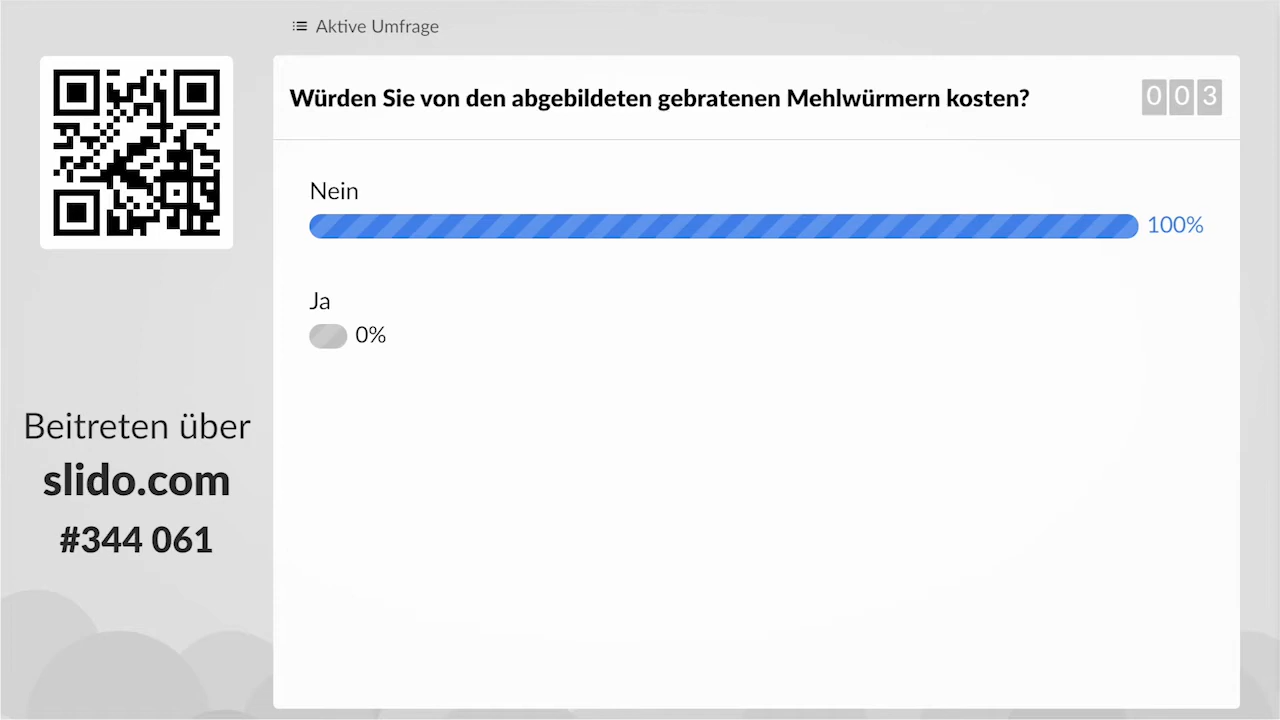 Aktive Umfrage
Würden Sie von den abgebildeten gebratenen Mehlwürmern kosten?
003
Nein
100%
Ja
0%
Beitreten über
slido.com
#344 061